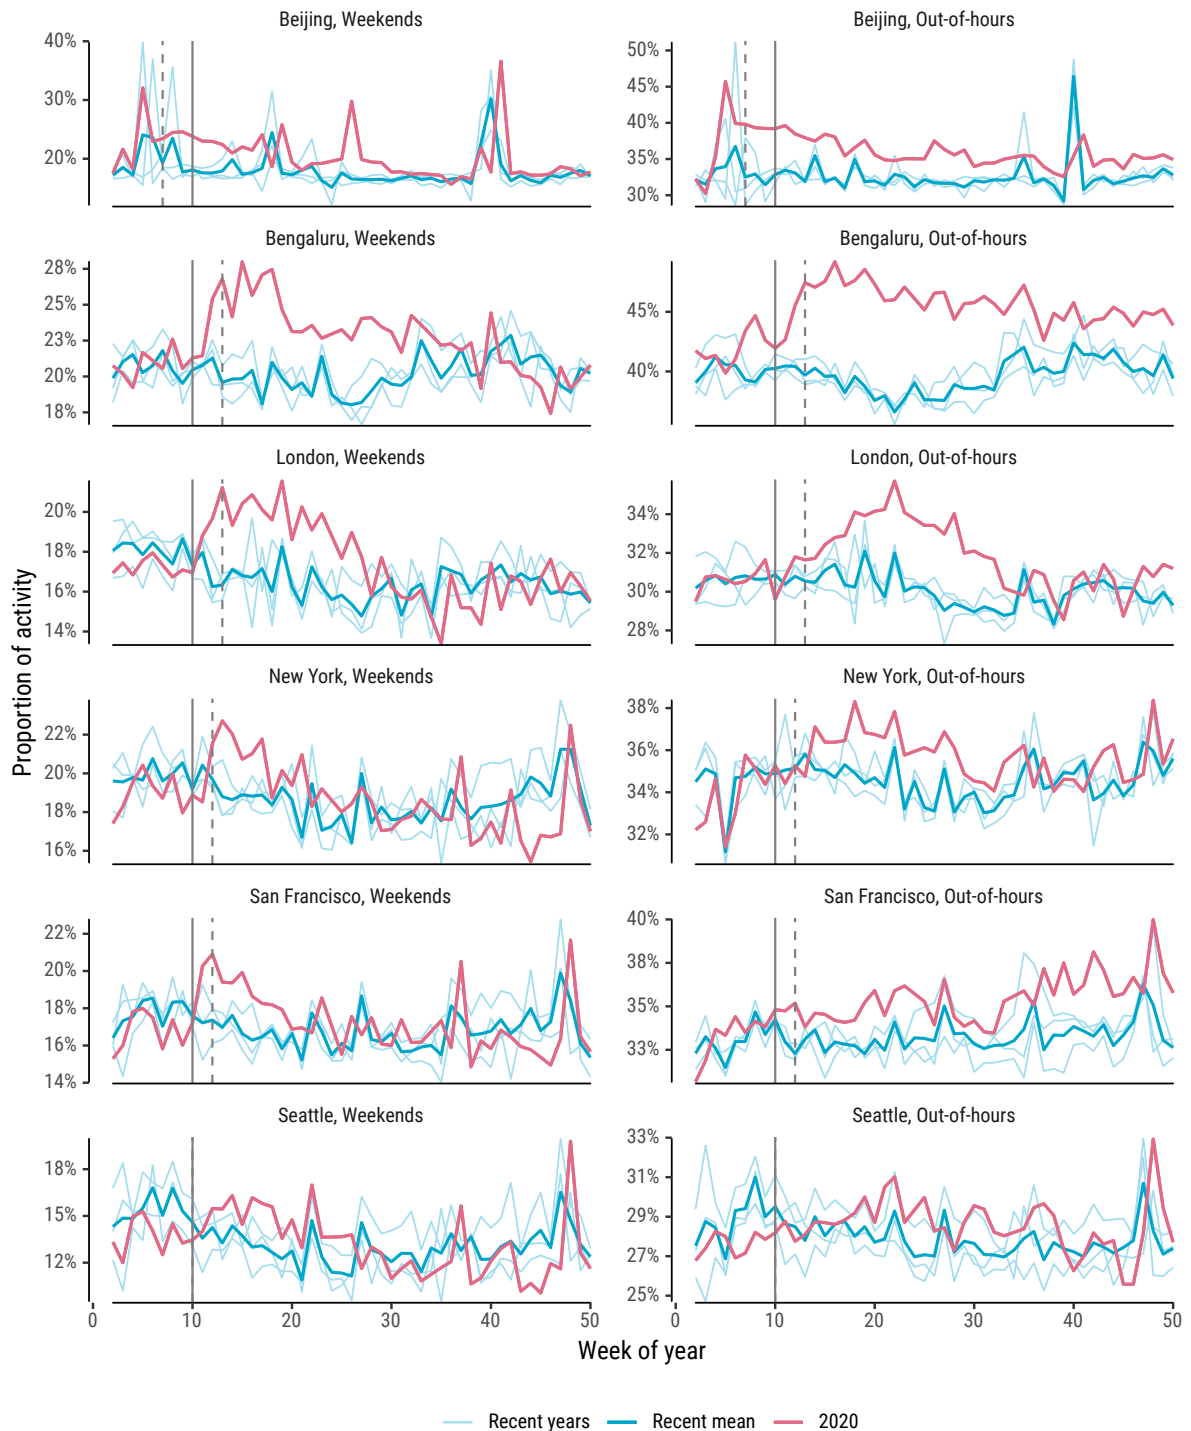 Beijing, Weekends
Beijing, Out-of-hours
40%
30%
20%
50%
45%
40%
35%
30%
Bengaluru, Weekends
Bengaluru, Out-of-hours
28%
25%
23%
20%
18%
45%
40%
London, Weekends
London, Out-of-hours
20%
18%
16%
14%
34%
32%
30%
28%
Proportion of activity
New York, Weekends
New York, Out-of-hours
22%
20%
18%
16%
38%
36%
34%
32%
San Francisco, Weekends
San Francisco, Out-of-hours
22%
20%
18%
16%
14%
40%
38%
35%
33%
Seattle, Weekends
Seattle, Out-of-hours
18%
15%
12%
33%
31%
29%
27%
25%
0 10 20 30 40 50
0 10 20 30 40 50
Week of year
Recent years Recent mean 2020